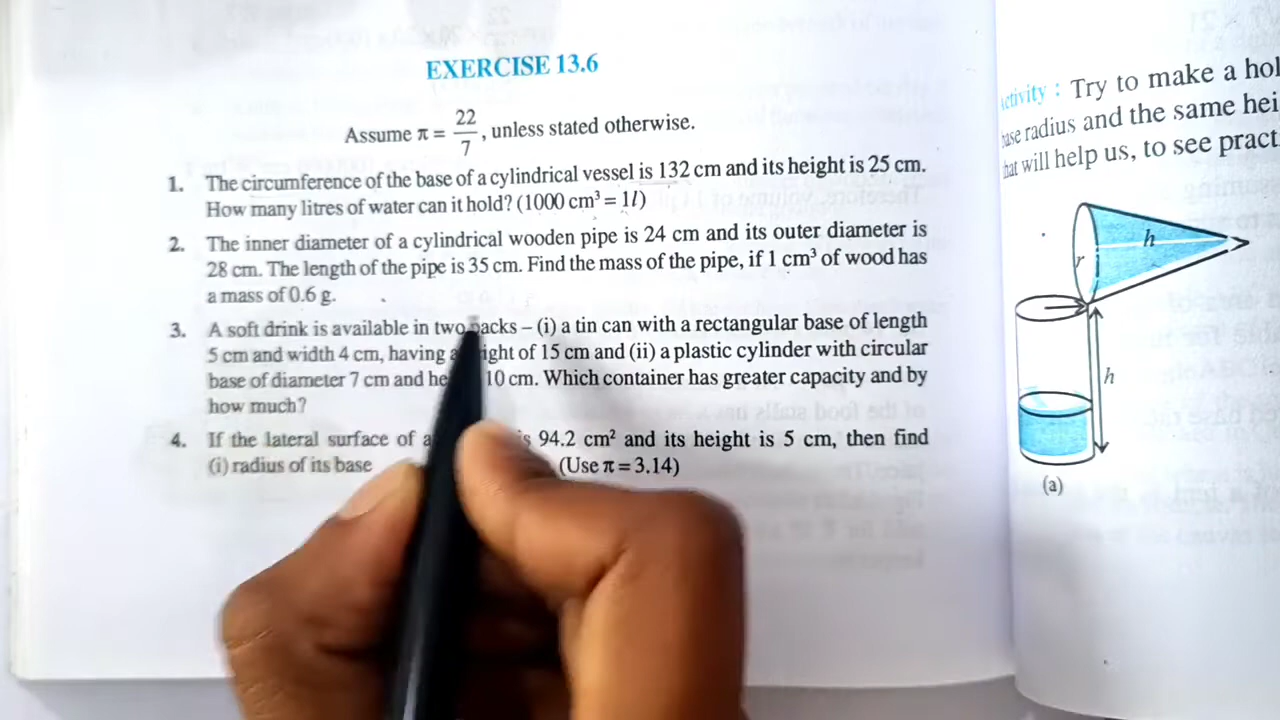 EXERCISE 13.6
Assume π = 22/7, unless stated otherwise.
1. The circumference of the base of a cylindrical vessel is 132 cm and its height is 25 cm.
How many litres of water can it hold? (1000 cm³ = 1l)
2. The inner diameter of a cylindrical wooden pipe is 24 cm and its outer diameter is
28 cm. The length of the pipe is 35 cm. Find the mass of the pipe, if 1 cm³ of wood has
a mass of 0.6 g.
3. A soft drink is available in two packs – (i) a tin can with a rectangular base of length
5 cm and width 4 cm, having a height of 15 cm and (ii) a plastic cylinder with circular
base of diameter 7 cm and 10 cm. Which container has greater capacity and by
how much?
4. If the lateral surface of a 94.2 cm² and its height is 5 cm, then find
(i) radius of its base (Use π = 3.14)
Activity : Try to make a
base radius and the same
that will help us, to see
h
r
h
(a)